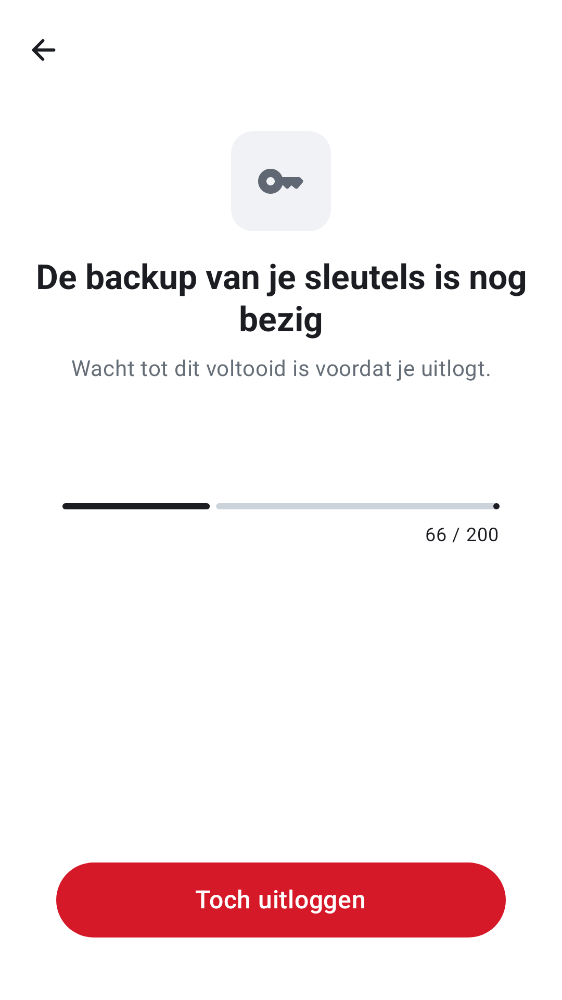 De backup van je sleutels is nog
bezig
Wacht tot dit voltooid is voordat je uitlogt.
66 / 200
Toch uitloggen